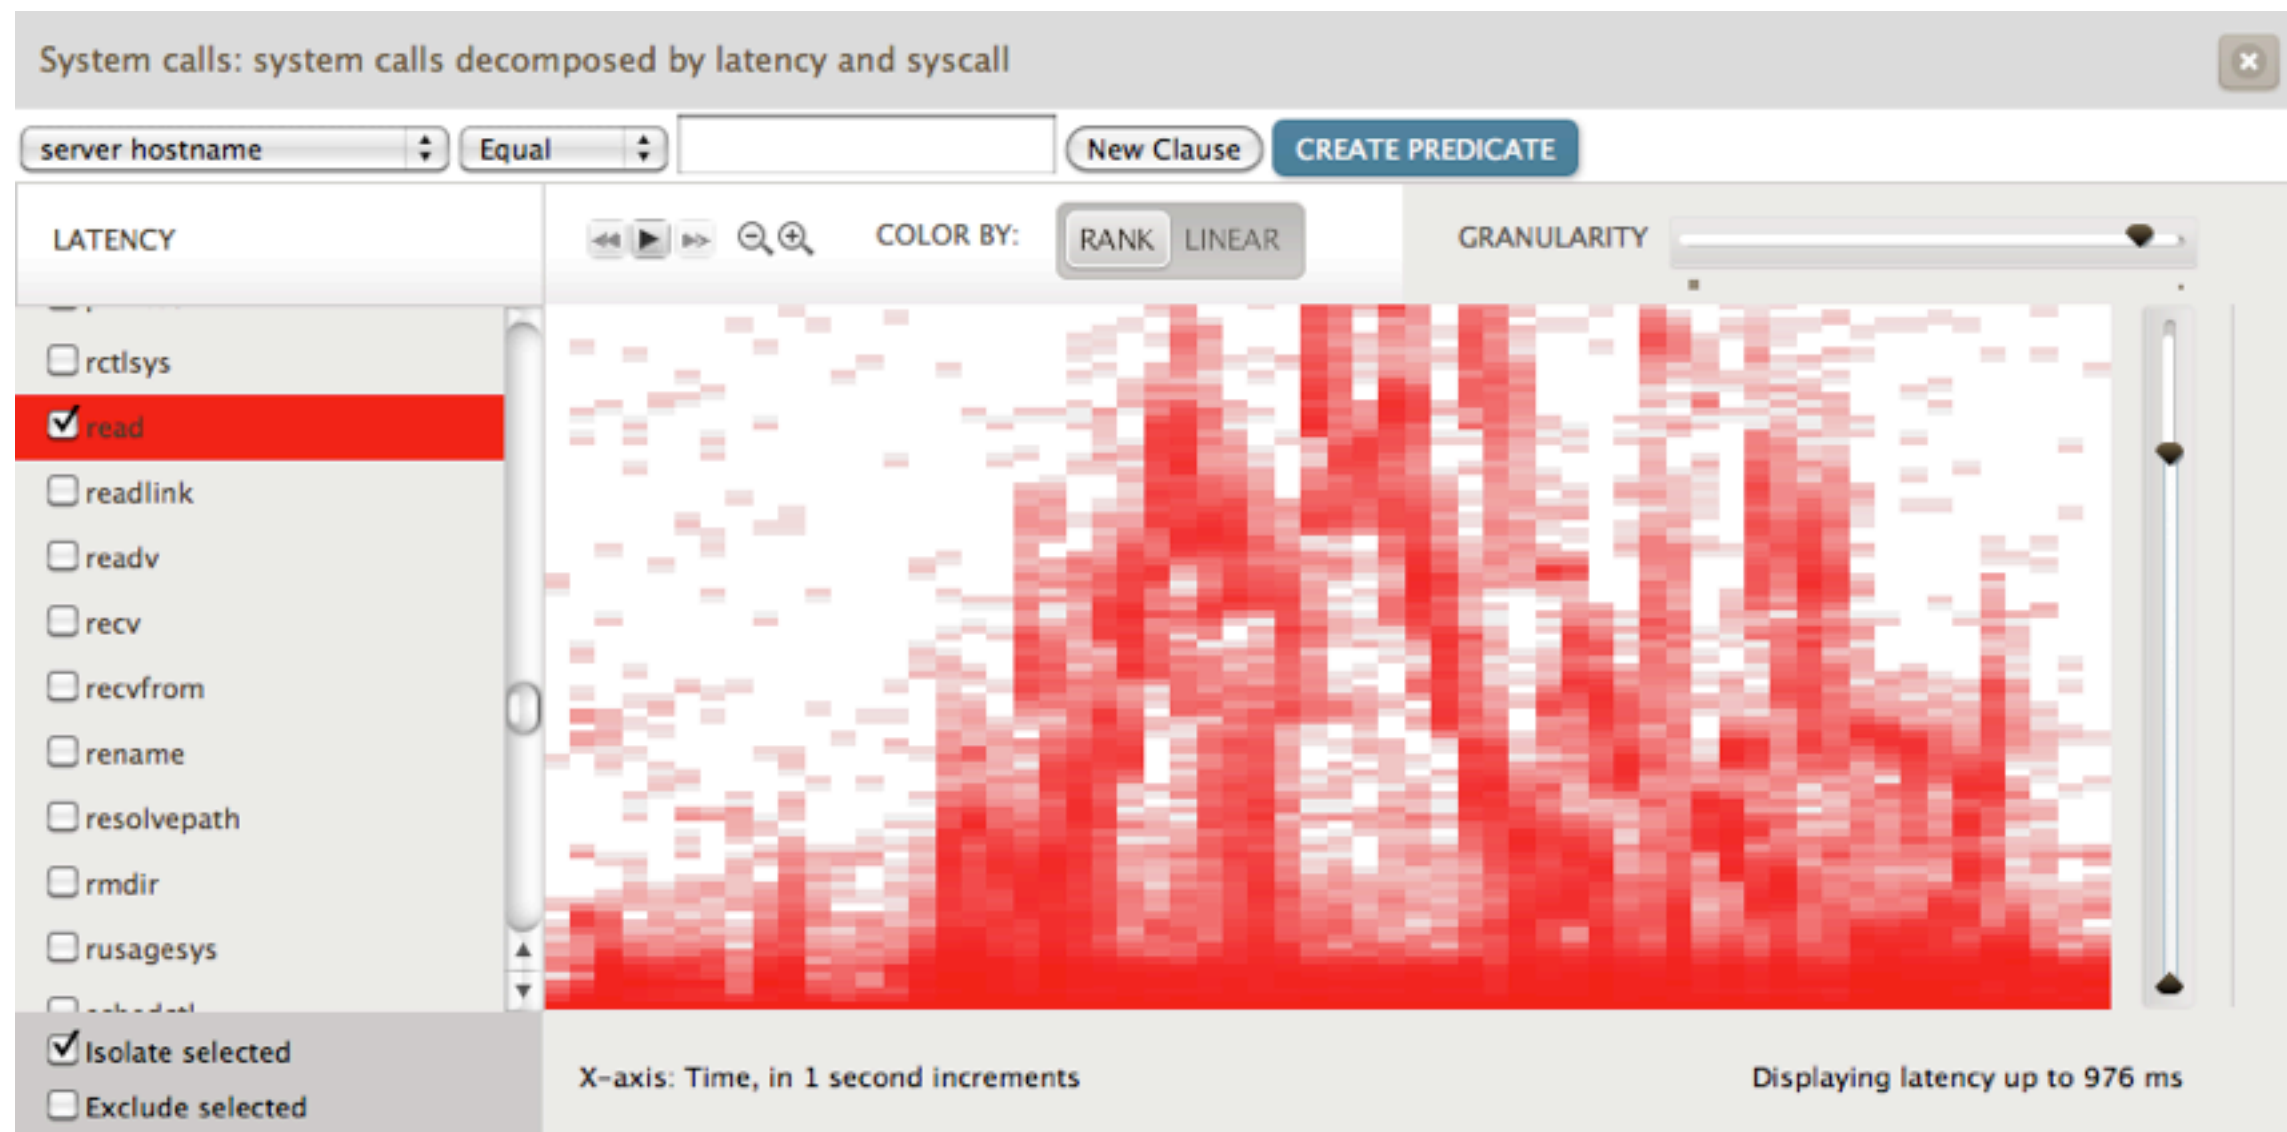 System calls: system calls decomposed by latency and syscall
server hostname Equal New Clause CREATE PREDICATE
LATENCY COLOR BY: RANK LINEAR GRANULARITY
rctlsys
read
readlink
readv
recv
recvfrom
rename
resolvepath
rmdir
rusagesys
Isolate selected
Exclude selected
X-axis: Time, in 1 second increments
Displaying latency up to 976 ms